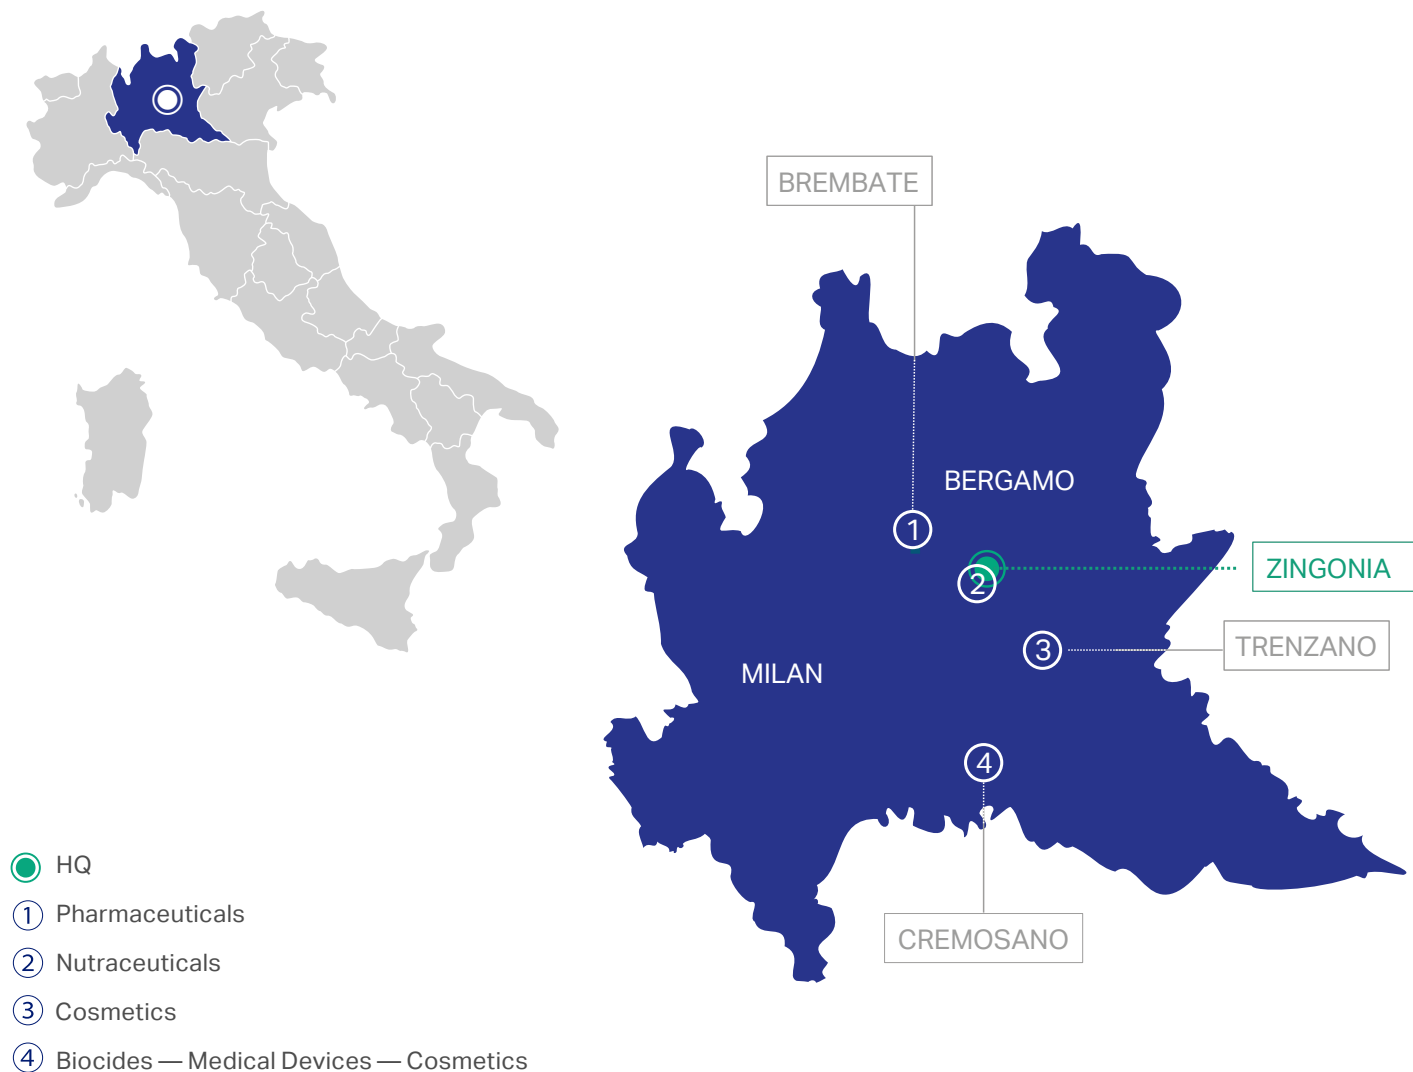 BREMBATE
BERGAMO
1
2
ZINGONIA
3
TRENZANO
MILAN
4
CREMOSANO
HQ
1 Pharmaceuticals
2 Nutraceuticals
3 Cosmetics
4 Biocides — Medical Devices — Cosmetics